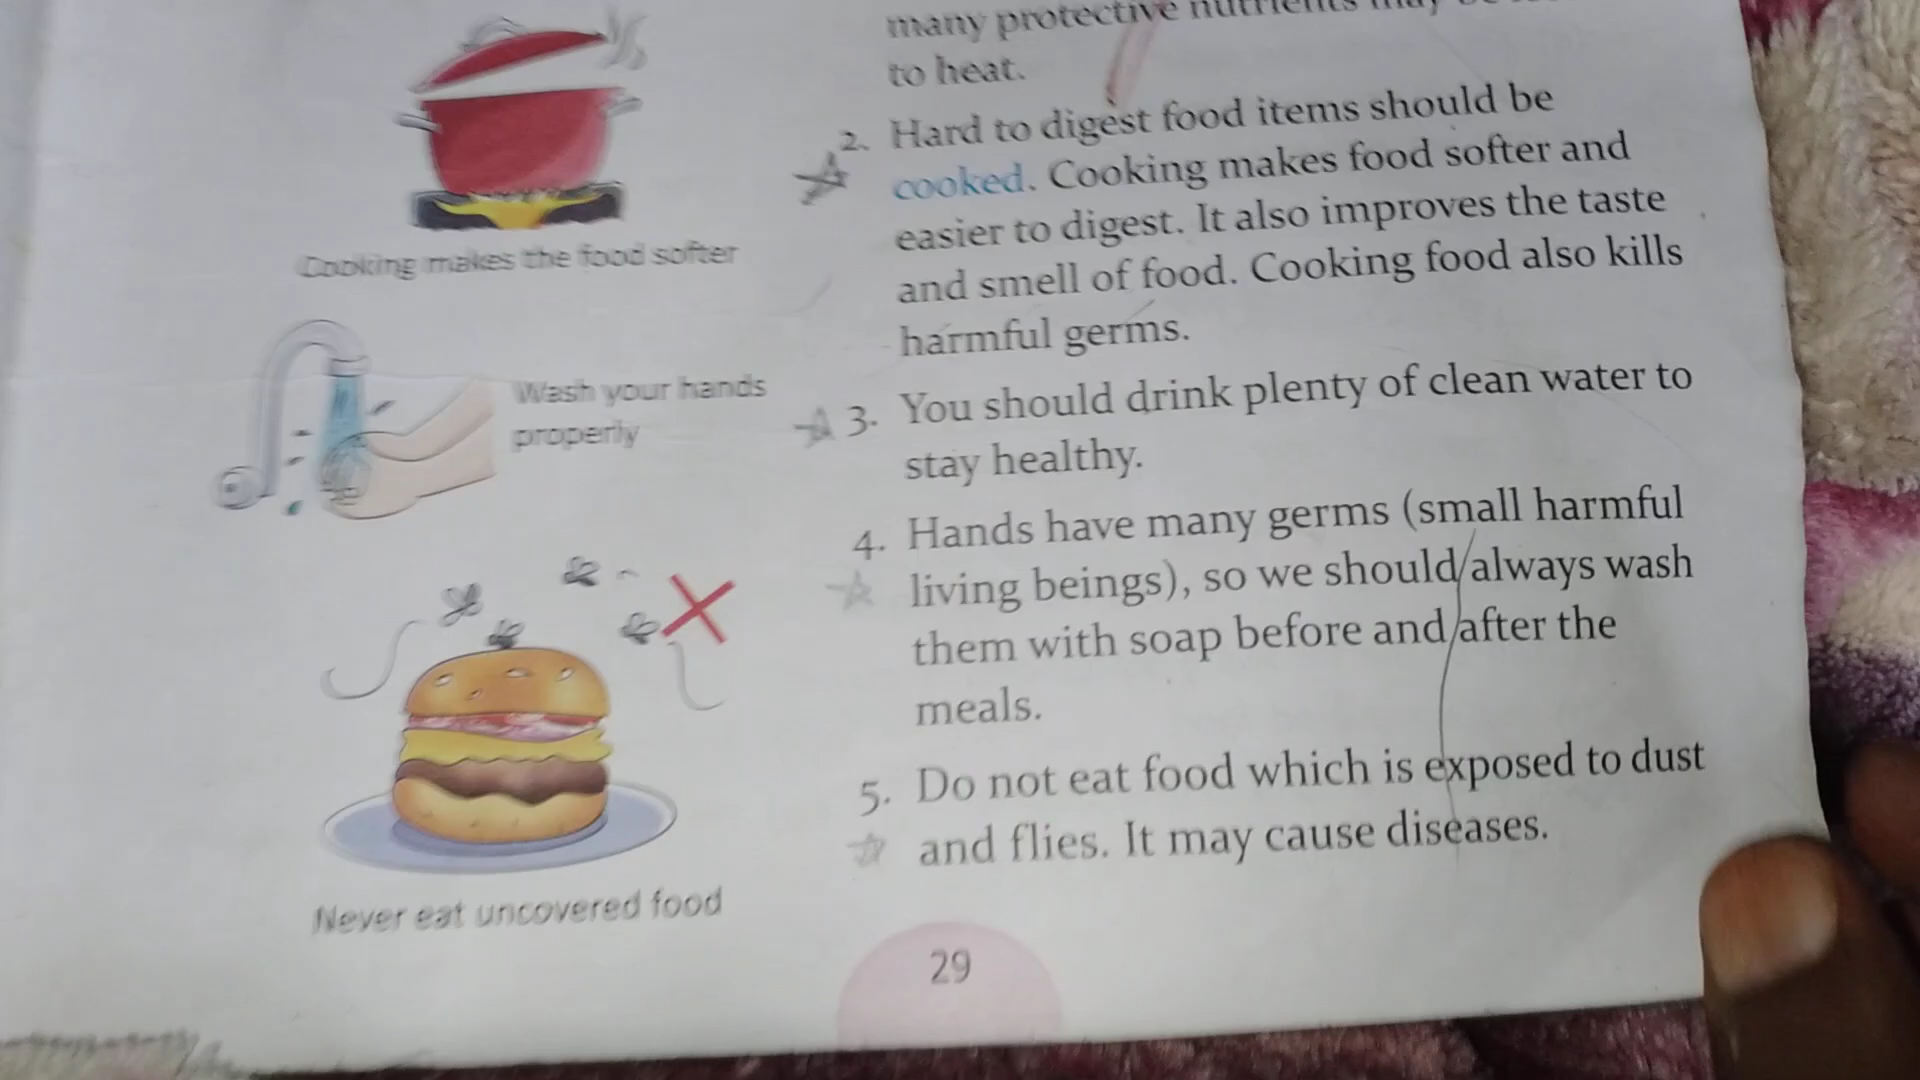 many protective nutrients may be
to heat.
2. Hard to digest food items should be
cooked. Cooking makes food softer and
easier to digest. It also improves the taste
and smell of food. Cooking food also kills
harmful germs.
3. You should drink plenty of clean water to
stay healthy.
4. Hands have many germs (small harmful
living beings), so we should always wash
them with soap before and after the
meals.
5. Do not eat food which is exposed to dust
and flies. It may cause diseases.
Cooking makes the food softer
Wash your hands
properly
Never eat uncovered food
29